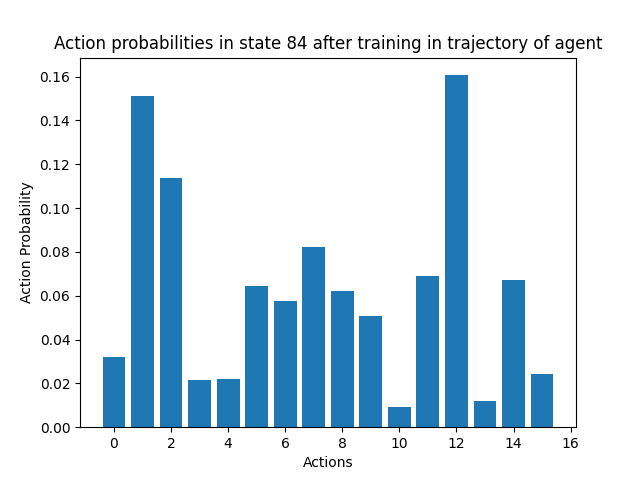 Action probabilities in state 84 after training in trajectory of agent
0.16
0.14
0.12
0.10
0.08
0.06
0.04
0.02
0.00
Action Probability
0 2 4 6 8 10 12 14 16
Actions